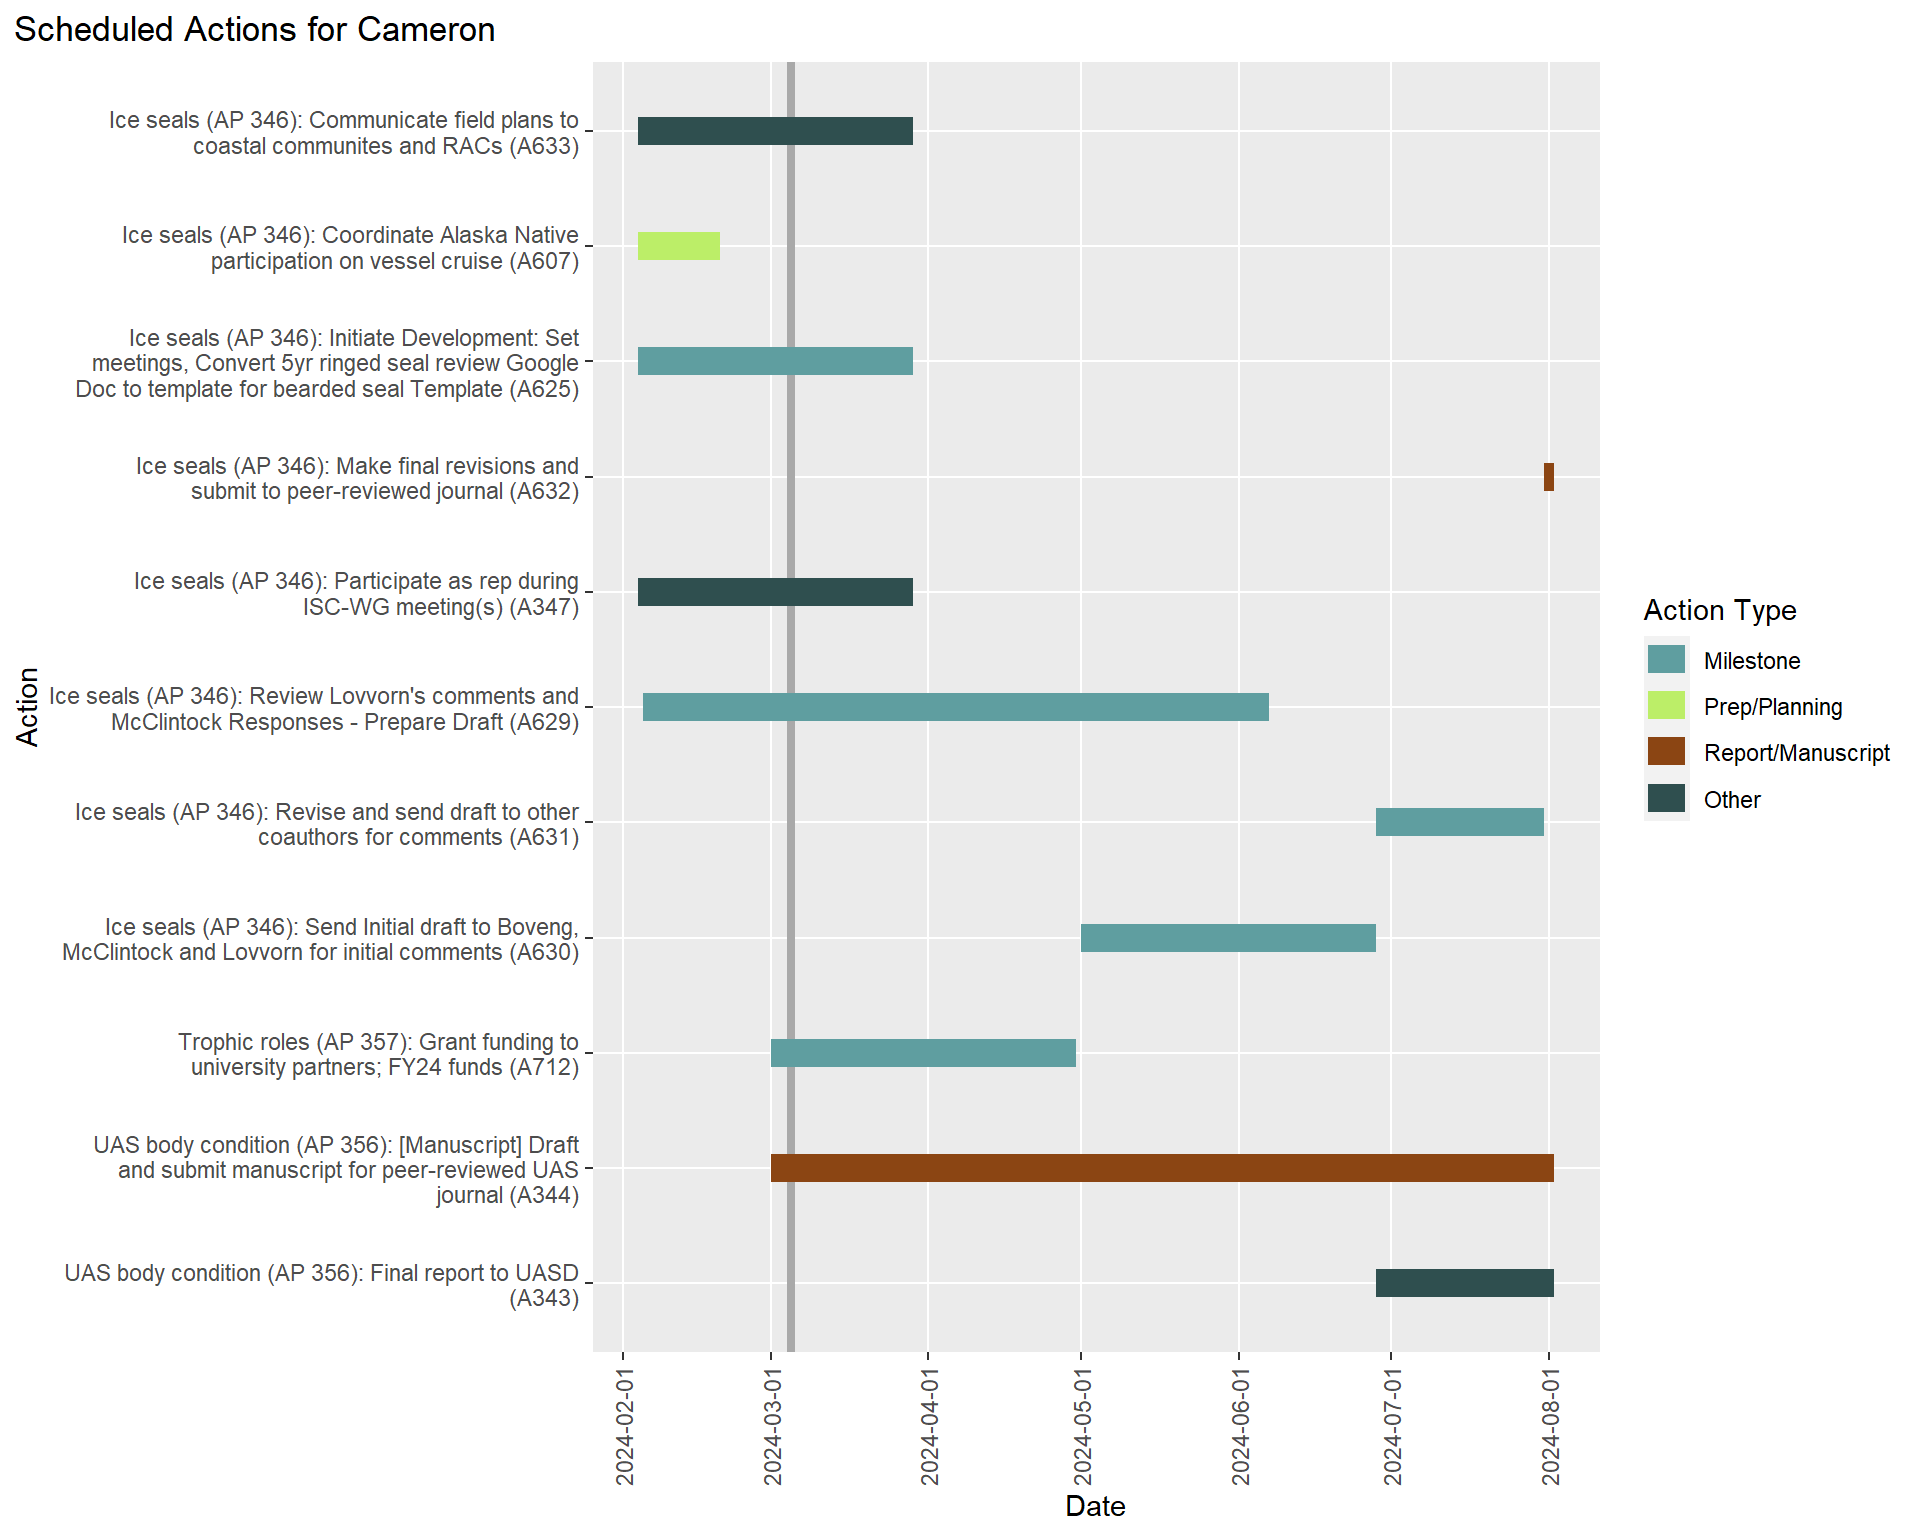 Scheduled Actions for Cameron
Ice seals (AP 346): Communicate field plans to
coastal communites and RACs (A633)
Ice seals (AP 346): Coordinate Alaska Native
participation on vessel cruise (A607)
Ice seals (AP 346): Initiate Development: Set
meetings, Convert 5yr ringed seal review Google
Doc to template for bearded seal Template (A625)
Ice seals (AP 346): Make final revisions and
submit to peer-reviewed journal (A632)
Ice seals (AP 346): Participate as rep during
ISC-WG meeting(s) (A347)
Ice seals (AP 346): Review Lovvorn's comments and
McClintock Responses - Prepare Draft (A629)
Ice seals (AP 346): Revise and send draft to other
coauthors for comments (A631)
Ice seals (AP 346): Send Initial draft to Boveng,
McClintock and Lovvorn for initial comments (A630)
Trophic roles (AP 357): Grant funding to
university partners; FY24 funds (A712)
UAS body condition (AP 356): [Manuscript] Draft
and submit manuscript for peer-reviewed UAS
journal (A344)
UAS body condition (AP 356): Final report to UASD
(A343)
Action
2024-02-01
2024-03-01
2024-04-01
2024-05-01
2024-06-01
2024-07-01
2024-08-01
Date
Action Type
Milestone
Prep/Planning
Report/Manuscript
Other